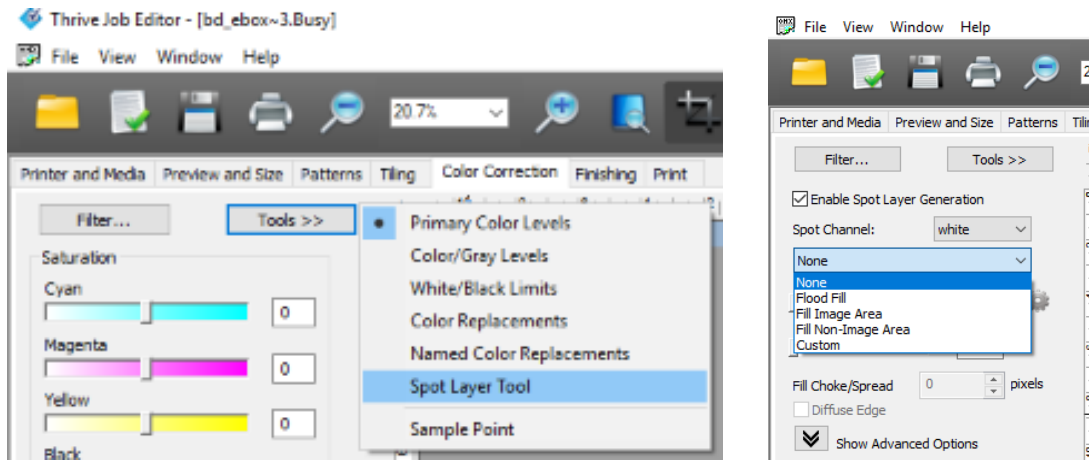 Thrive Job Editor - [bd_ebox~3.Busy]
File View Window Help
20.7%
Printer and Media Preview and Size Patterns Tiling Color Correction Finishing Print
Filter... Tools >>
Saturation
Cyan
0
Magenta
0
Yellow
0
Black
Primary Color Levels
Color/Gray Levels
White/Black Limits
Color Replacements
Named Color Replacements
Spot Layer Tool
Sample Point
File View Window Help
Printer and Media Preview and Size Patterns
Filter... Tools >>
Enable Spot Layer Generation
Spot Channel: white
None
None
Flood Fill
Fill Image Area
Fill Non-Image Area
Custom
Fill Choke/Spread 0 pixels
Diffuse Edge
Show Advanced Options